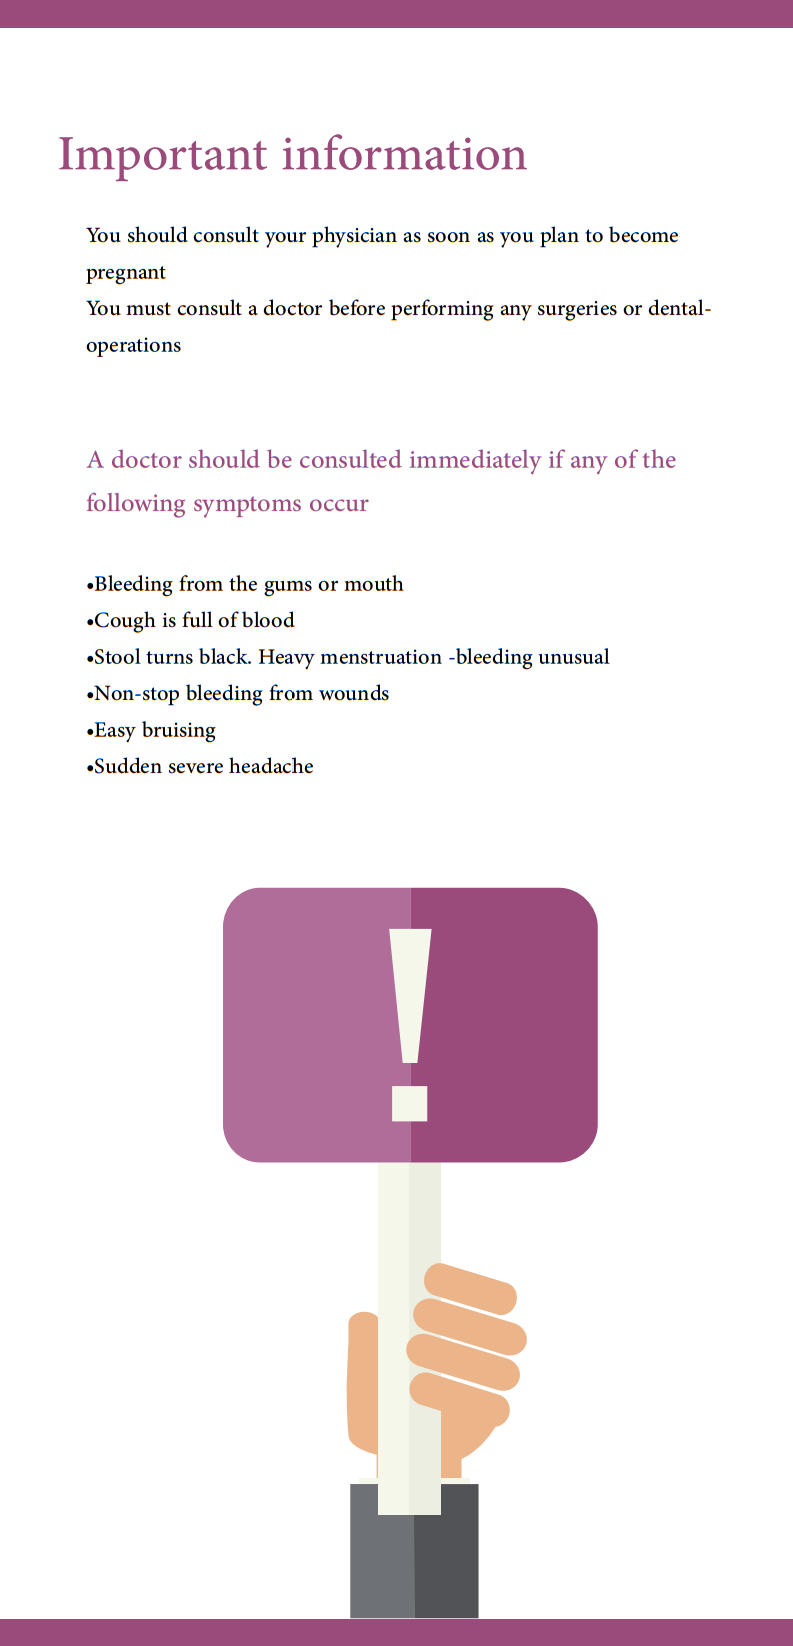 Important information
You should consult your physician as soon as you plan to become
pregnant
You must consult a doctor before performing any surgeries or dental-
operations
A doctor should be consulted immediately if any of the
following symptoms occur
•Bleeding from the gums or mouth
•Cough is full of blood
•Stool turns black. Heavy menstruation -bleeding unusual
•Non-stop bleeding from wounds
•Easy bruising
•Sudden severe headache
!